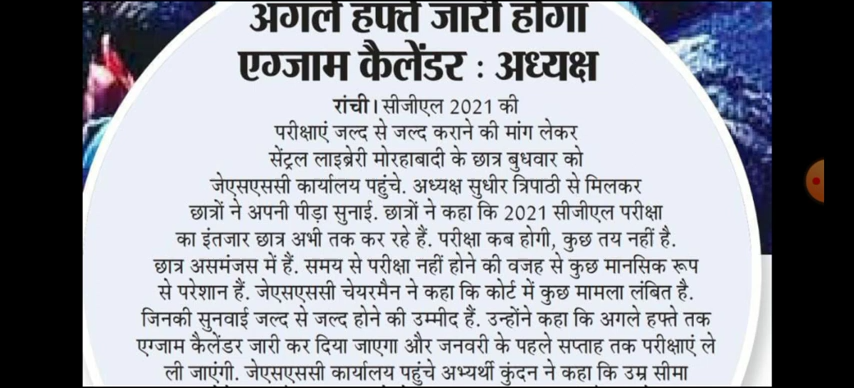 अगले हफ्ते जारी होगा
एग्जाम कैलेंडर : अध्यक्ष
रांची। सीजीएल 2021 की
परीक्षाएं जल्द से जल्द कराने की मांग लेकर
सेंट्रल लाइब्रेरी मोरहाबादी के छात्र बुधवार को
जेएसएससी कार्यालय पहुंचे. अध्यक्ष सुधीर त्रिपाठी से मिलकर
छात्रों ने अपनी पीड़ा सुनाई. छात्रों ने कहा कि 2021 सीजीएल परीक्षा
का इंतजार छात्र अभी तक कर रहे हैं. परीक्षा कब होगी, कुछ तय नहीं है.
छात्र असमंजस में हैं. समय से परीक्षा नहीं होने की वजह से कुछ मानसिक रूप
से परेशान हैं. जेएसएससी चेयरमैन ने कहा कि कोर्ट में कुछ मामला लंबित है.
जिनकी सुनवाई जल्द से जल्द होने की उम्मीद हैं. उन्होंने कहा कि अगले हफ्ते तक
एग्जाम कैलेंडर जारी कर दिया जाएगा और जनवरी के पहले सप्ताह तक परीक्षाएं ले
ली जाएंगी. जेएसएससी कार्यालय पहुंचे अभ्यर्थी कुंदन ने कहा कि उम्र सीमा